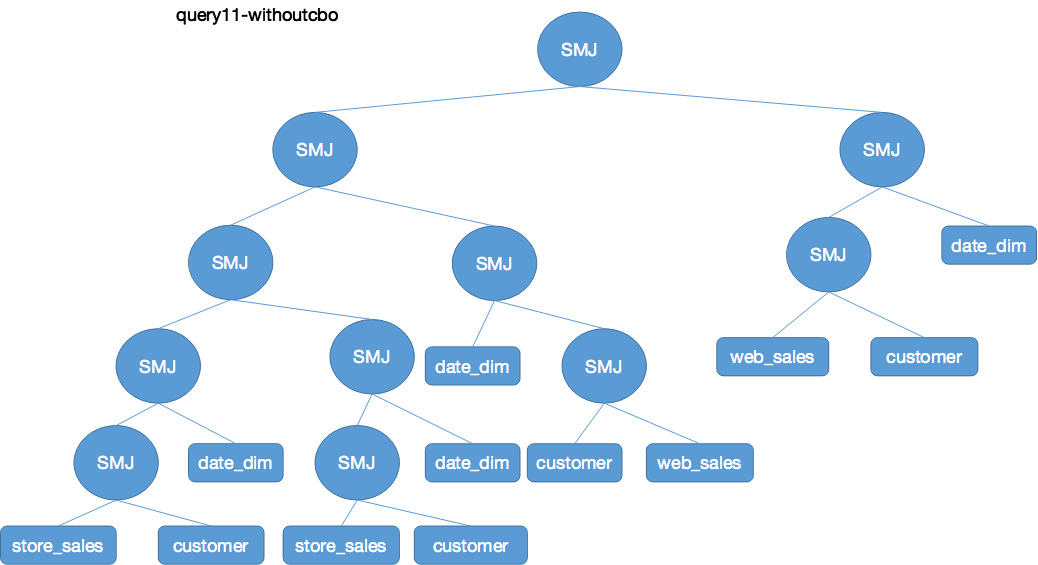 query11-withoutcbo
SMJ
SMJ
SMJ
SMJ
SMJ
SMJ
date_dim
SMJ
SMJ
date_dim
SMJ
web_sales
customer
SMJ
date_dim
SMJ
date_dim
customer
web_sales
store_sales
customer
store_sales
customer